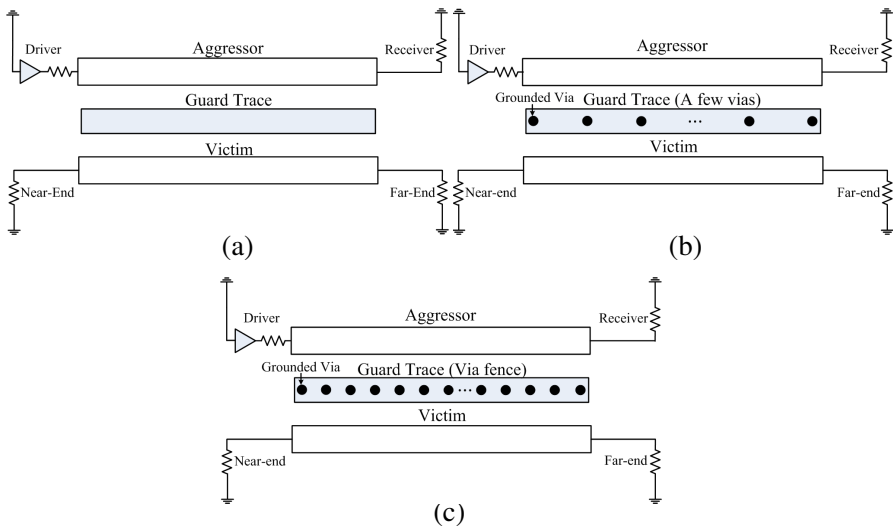 Driver
Aggressor
Receiver
Guard Trace
Victim
Near-End
Far-End
(a)
Driver
Aggressor
Receiver
Grounded Via
Guard Trace (A few vias)
...
Victim
Near-end
Far-end
(b)
Driver
Aggressor
Receiver
Grounded Via
Guard Trace (Via fence)
...
Victim
Near-end
Far-end
(c)